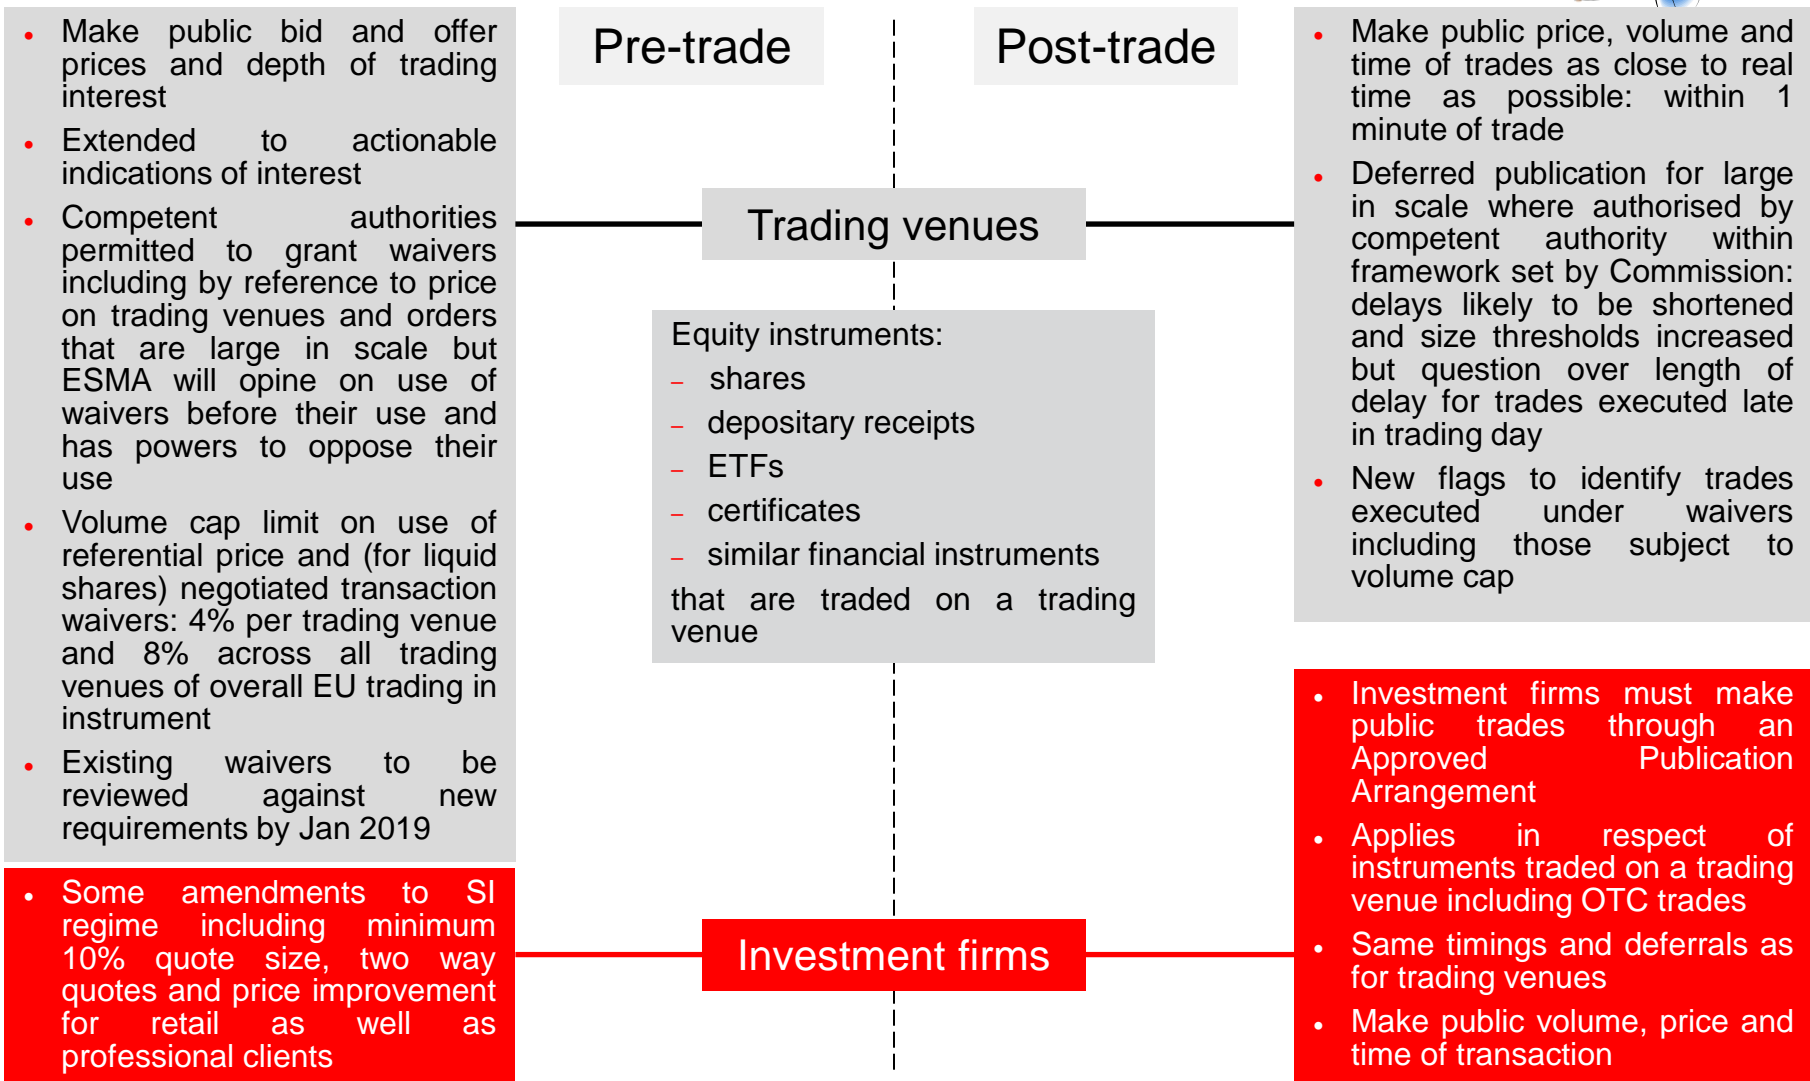 Pre-trade
Post-trade
• Make public bid and offer
prices and depth of trading
interest
• Extended to actionable
indications of interest
• Competent authorities
permitted to grant waivers
including by reference to price
on trading venues and orders
that are large in scale but
ESMA will opine on use of
waivers before their use and
has powers to oppose their
use
• Volume cap limit on use of
referential price and (for liquid
shares) negotiated transaction
waivers: 4% per trading venue
and 8% across all trading
venues of overall EU trading in
instrument
• Existing waivers to be
reviewed against new
requirements by Jan 2019
Trading venues
Equity instruments:
– shares
– depositary receipts
– ETFs
– certificates
– similar financial instruments
that are traded on a trading
venue
• Make public price, volume and
time of trades as close to real
time as possible: within 1
minute of trade
• Deferred publication for large
in scale where authorised by
competent authority within
framework set by Commission:
delays likely to be shortened
and size thresholds increased
but question over length of
delay for trades executed late
in trading day
• New flags to identify trades
executed under waivers
including those subject to
volume cap
• Some amendments to SI
regime including minimum
10% quote size, two way
quotes and price improvement
for retail as well as
professional clients
Investment firms
• Investment firms must make
public trades through an
Approved Publication
Arrangement
• Applies in respect of
instruments traded on a trading
venue including OTC trades
• Same timings and deferrals as
for trading venues
• Make public volume, price and
time of transaction